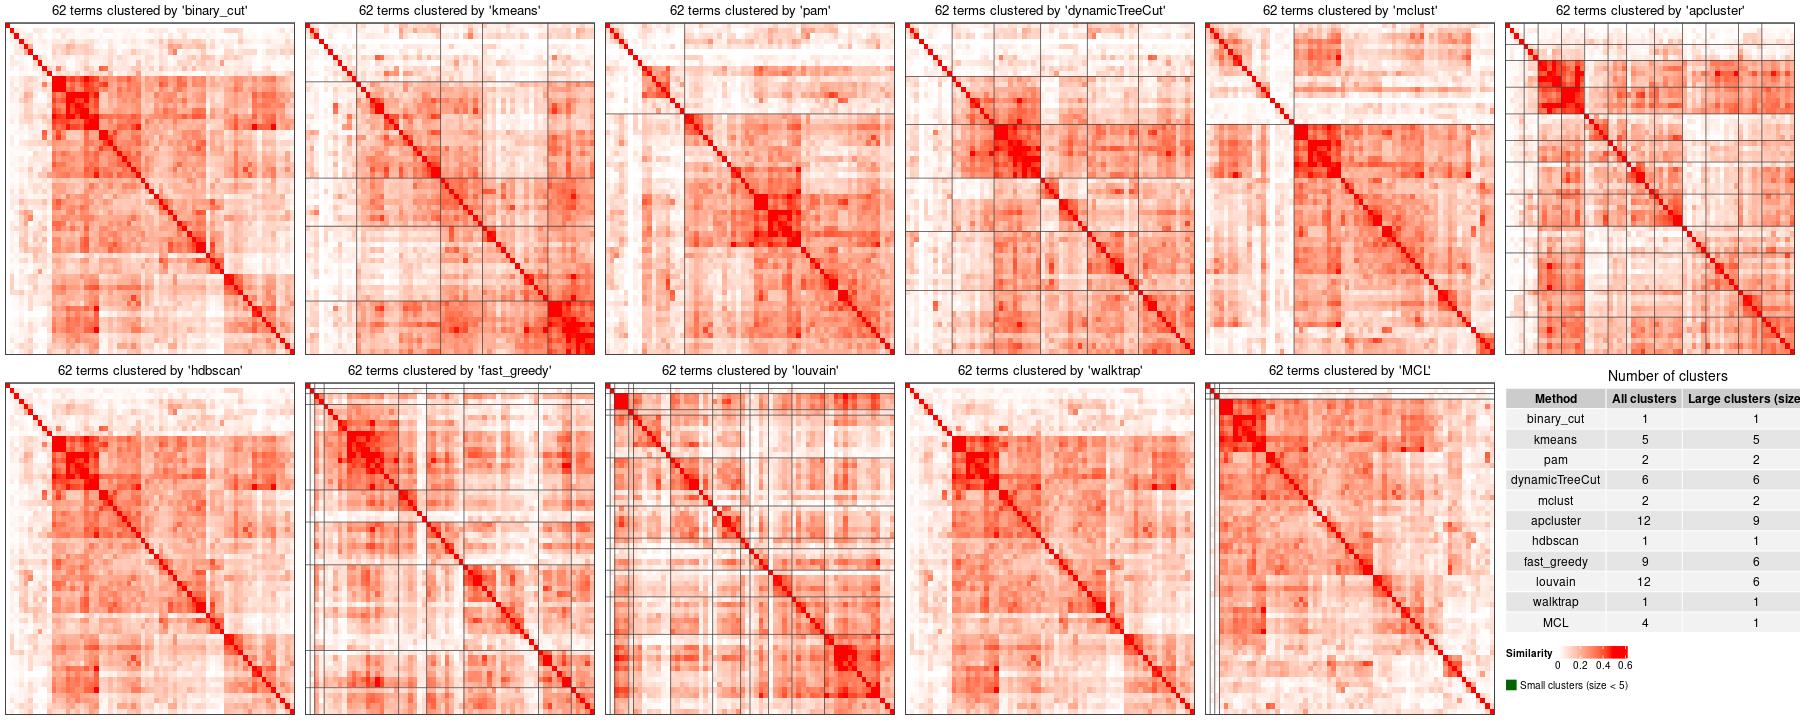 62 terms clustered by 'binary_cut'
62 terms clustered by 'kmeans'
62 terms clustered by 'pam'
62 terms clustered by 'dynamicTreeCut'
62 terms clustered by 'mclust'
62 terms clustered by 'apcluster'
62 terms clustered by 'hdbscan'
62 terms clustered by 'fast_greedy'
62 terms clustered by 'louvain'
62 terms clustered by 'walktrap'
62 terms clustered by 'MCL'
Number of clusters
Method All clusters Large clusters (size
binary_cut 1 1
kmeans 5 5
pam 2 2
dynamicTreeCut 6 6
mclust 2 2
apcluster 12 9
hdbscan 1 1
fast_greedy 9 6
louvain 12 6
walktrap 1 1
MCL 4 1
Similarity
0 0.2 0.4 0.6
Small clusters (size < 5)